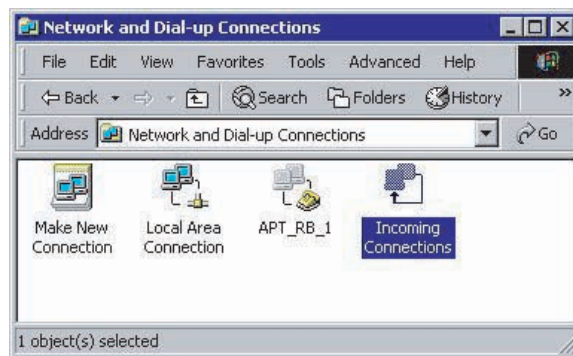 Network and Dial-up Connections
File Edit View Favorites Tools Advanced Help
Back Search Folders History »
Address Network and Dial-up Connections Go
Make New Connection
Local Area Connection
APT_RB_1
Incoming Connections
1 object(s) selected